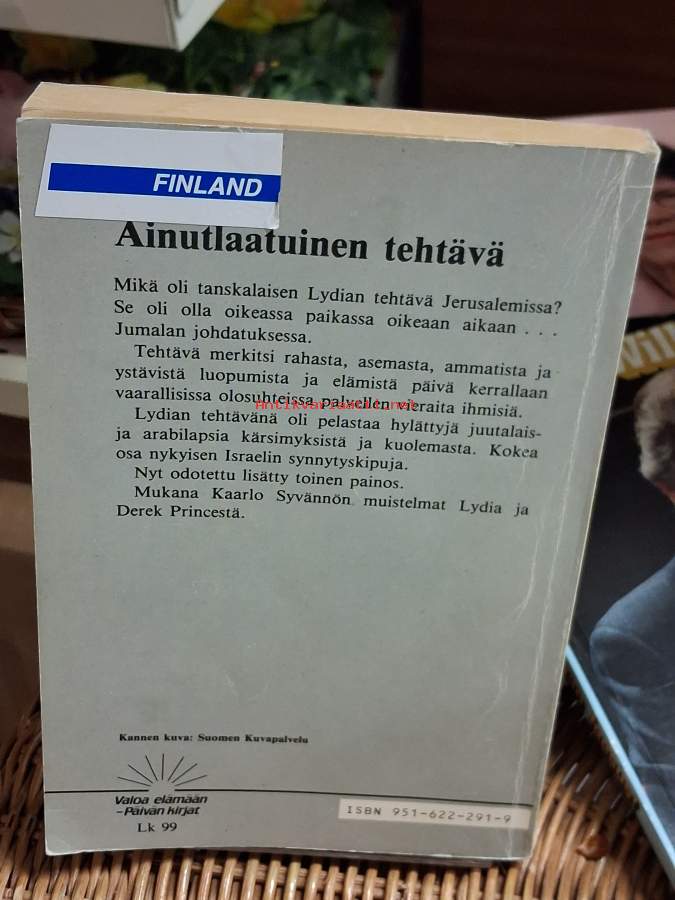 FINLAND
Ainutlaatuinen tehtävä
Mikä oli tanskalaisen Lydian tehtävä Jerusalemissa?
Se oli olla oikeassa paikassa oikeaan aikaan . . .
Jumalan johdatuksessa.
Tehtävä merkitsi rahasta, asemasta, ammatista ja
ystävistä luopumista ja elämistä päivä kerrallaan
vaarallisissa olosuhteissa palvellen vieraita ihmisiä.
Antikvariaatti.net
Lydian tehtävänä oli pelastaa hylättyjä juutalais-
ja arabilapsia kärsimyksistä ja kuolemasta. Kokea
osa nykyisen Israelin synnytyskipuja.
Nyt odotettu lisätty toinen painos.
Mukana Kaarlo Syvännön muistelmat Lydia ja
Derek Princestä.
Kannen kuva: Suomen Kuvapalvelu
Valoa elämään
-Päivän kirjat
Lk 99
ISBN 951-622-291-9